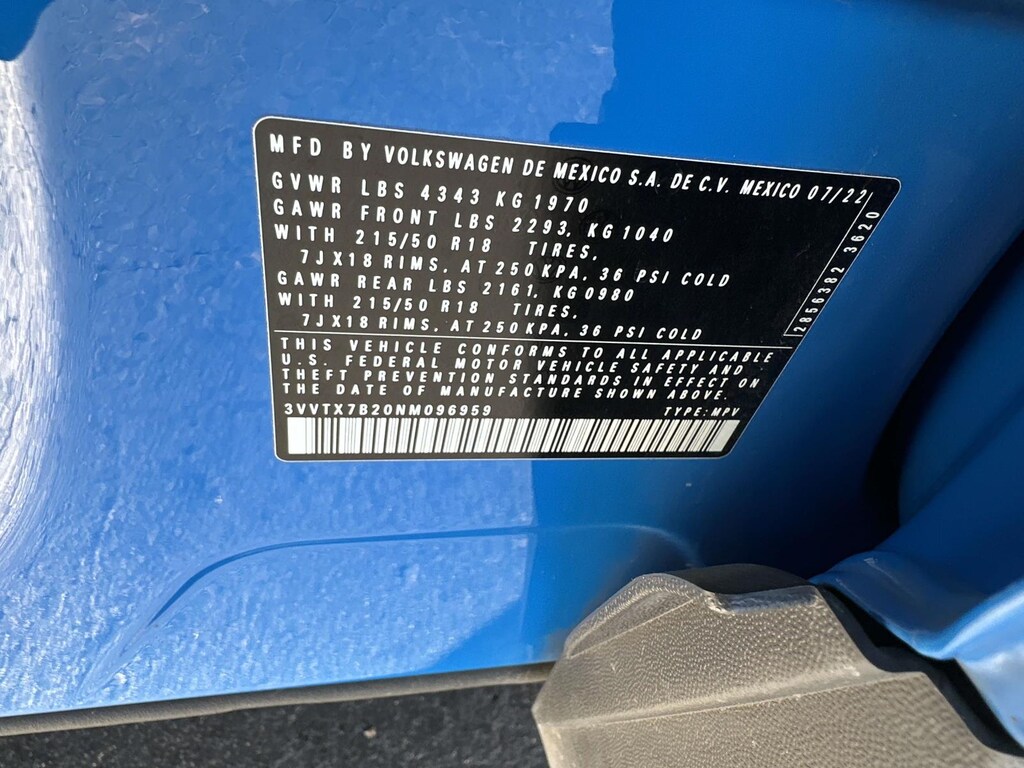 MFD BY VOLKSWAGEN DE MEXICO S.A. DE C.V. MEXICO 07/22
GVWR LBS 4343 KG 1970
GAWR FRONT LBS 2293, KG 1040
WITH 215/50 R18 TIRES,
7JX18 RIMS, AT 250 KPA, 36 PSI COLD
GAWR REAR LBS 2161, KG 0980
WITH 215/50 R18 TIRES,
7JX18 RIMS, AT 250 KPA, 36 PSI COLD
2856382 3620
THIS VEHICLE CONFORMS TO ALL APPLICABLE
U.S. FEDERAL MOTOR VEHICLE SAFETY AND
THEFT PREVENTION STANDARDS IN EFFECT ON
THE DATE OF MANUFACTURE SHOWN ABOVE.
3VVTX7B20NM096959 TYPE: MPV